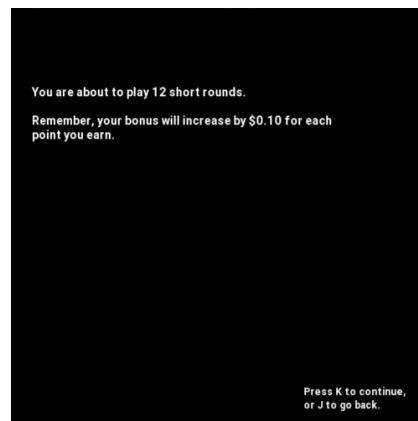 You are about to play 12 short rounds.
Remember, your bonus will increase by $0.10 for each
point you earn.
Press K to continue,
or J to go back.